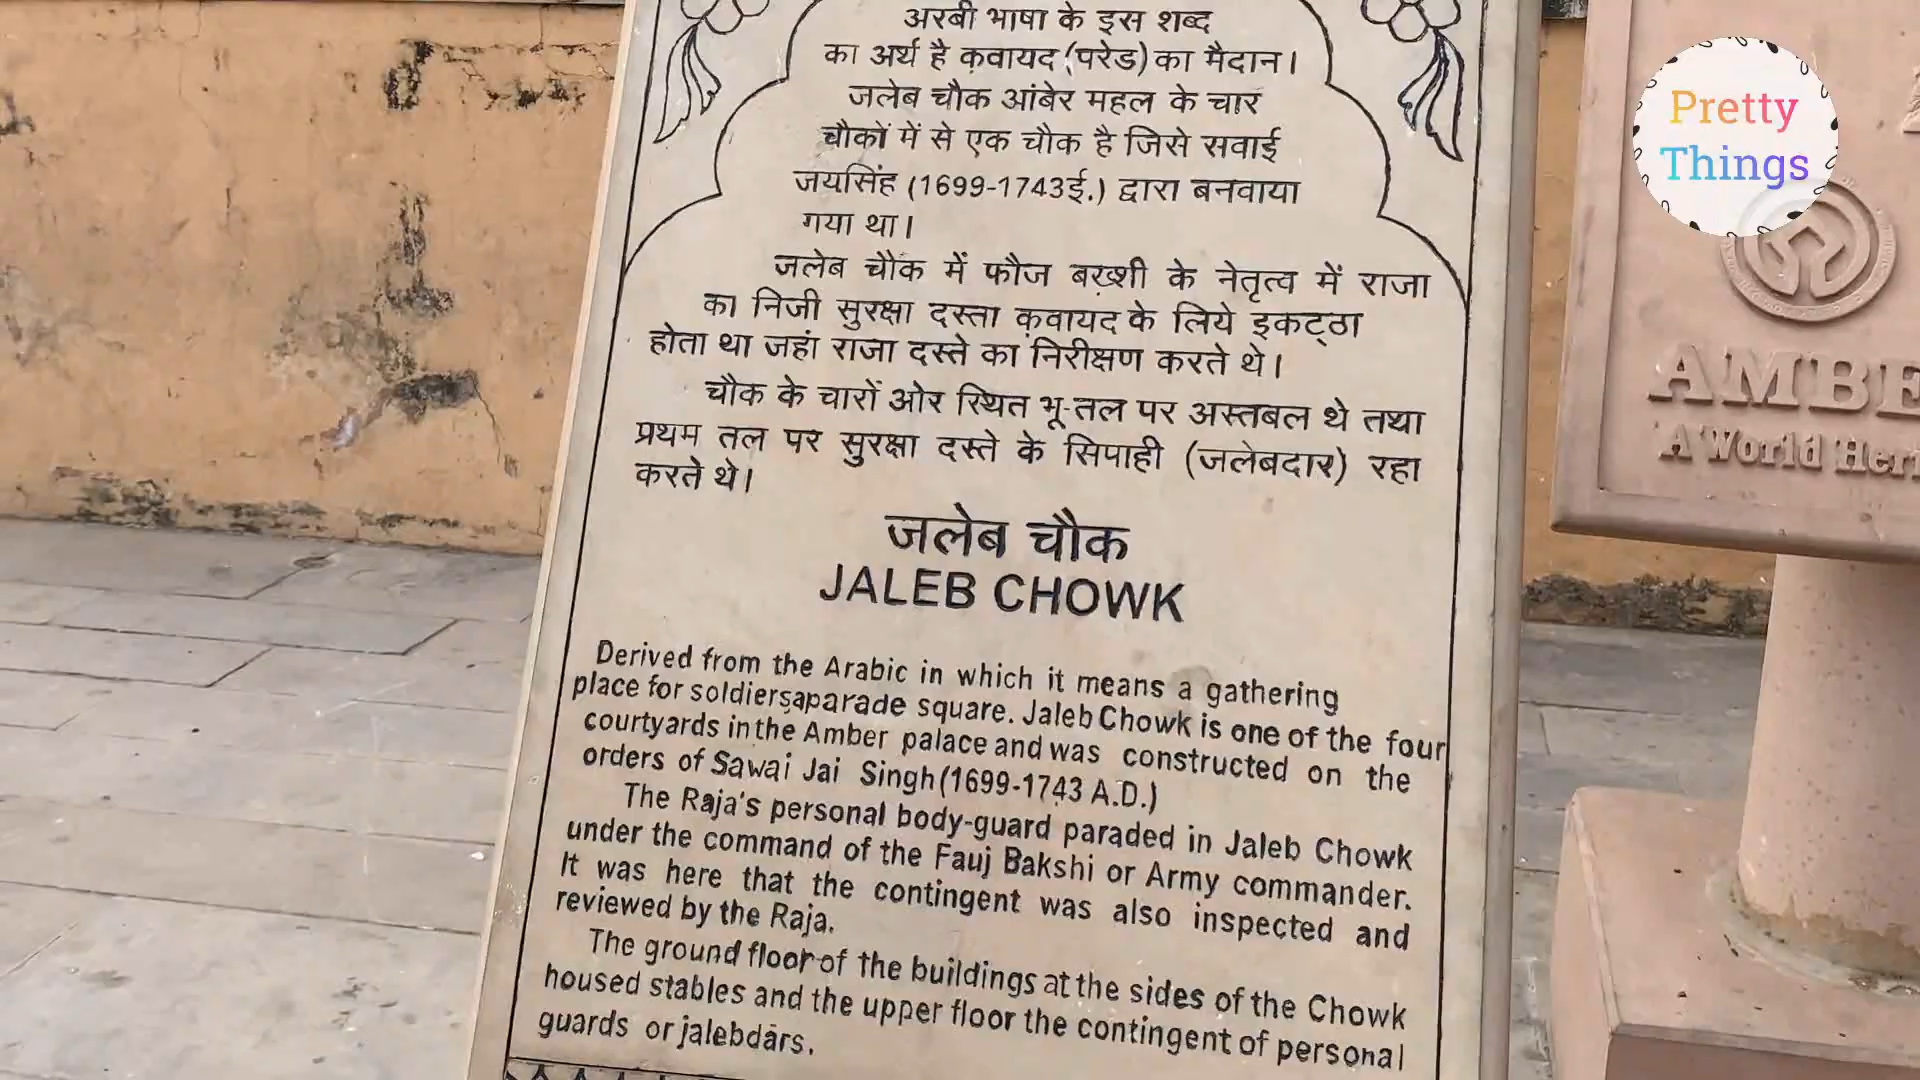 अरबी भाषा के इस शब्द
का अर्थ है क़वायद (परेड) का मैदान।
जलेब चौक आंबेर महल के चार
चौकों में से एक चौक है जिसे सवाई
जयसिंह (1699-1743ई.) द्वारा बनवाया
गया था।
जलेब चौक में फौज बख़्शी के नेतृत्व में राजा
का निजी सुरक्षा दस्ता क़वायद के लिये इकट्ठा
होता था जहां राजा दस्ते का निरीक्षण करते थे।
चौक के चारों ओर स्थित भू-तल पर अस्तबल थे तथा
प्रथम तल पर सुरक्षा दस्ते के सिपाही (जलेबदार) रहा
करते थे।
जलेब चौक
JALEB CHOWK
Derived from the Arabic in which it means a gathering
place for soldiers,aparade square. Jaleb Chowk is one of the four
courtyards in the Amber palace and was constructed on the
orders of Sawai Jai Singh (1699-1743 A.D.)
The Raja's personal body-guard paraded in Jaleb Chowk
under the command of the Fauj Bakshi or Army commander.
It was here that the contingent was also inspected and
reviewed by the Raja.
The ground floor of the buildings at the sides of the Chowk
housed stables and the upper floor the contingent of personal
guards or jalebdārs.
Pretty
Things
AMBE
A World Heri